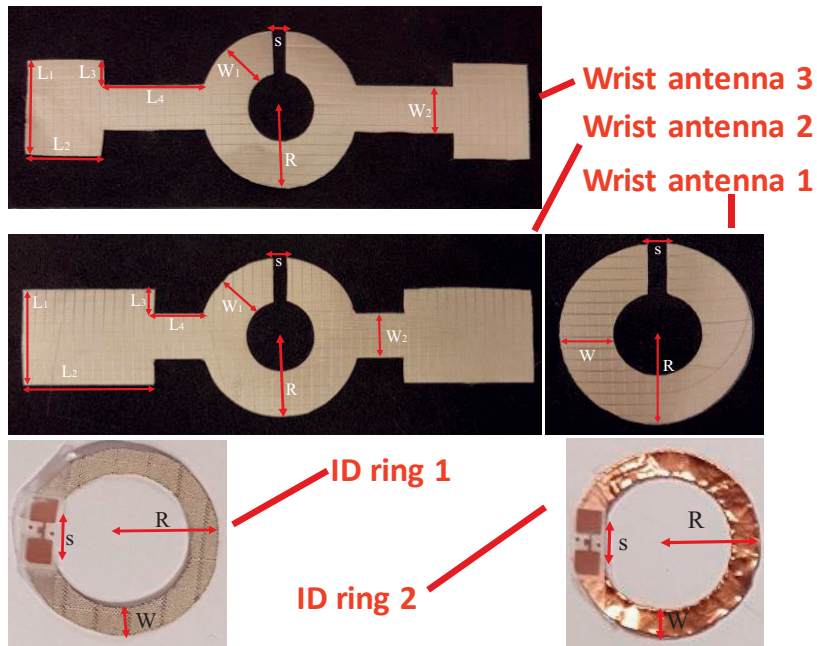 s
L1
L3
W1
L4
W2
L2
R
Wrist antenna 3
Wrist antenna 2
Wrist antenna 1
s
L1
L3
W1
L4
W2
L2
R
s
W
R
ID ring 1
R
s
W
ID ring 2
R
s
W